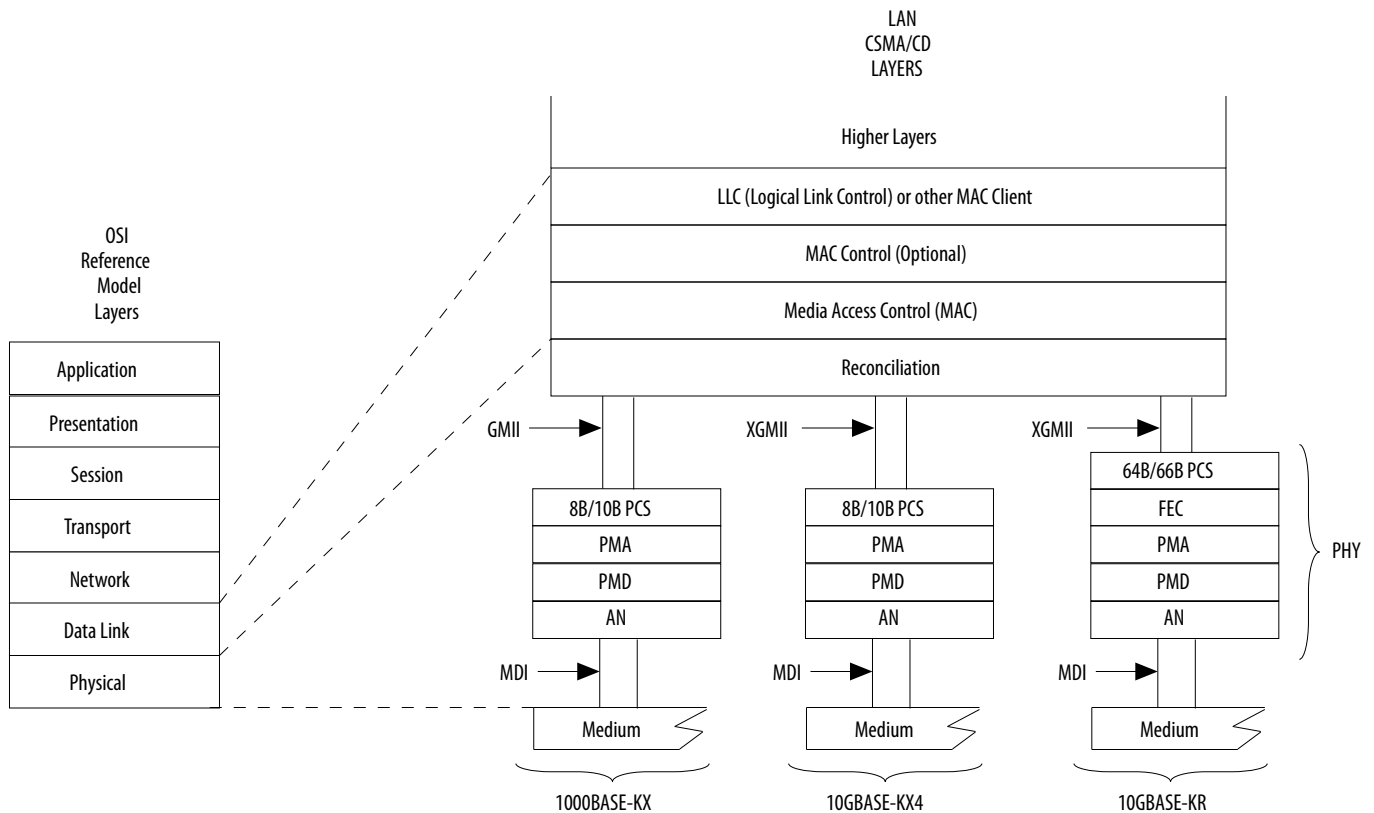 LAN
CSMA/CD
LAYERS
Higher Layers
LLC (Logical Link Control) or other MAC Client
MAC Control (Optional)
Media Access Control (MAC)
Reconciliation
OSI
Reference
Model
Layers
Application
Presentation
Session
Transport
Network
Data Link
Physical
GMII
XGMII
XGMII
8B/10B PCS
PMA
PMD
AN
8B/10B PCS
PMA
PMD
AN
64B/66B PCS
FEC
PMA
PMD
AN
PHY
MDI
MDI
MDI
Medium
Medium
Medium
1000BASE-KX
10GBASE-KX4
10GBASE-KR